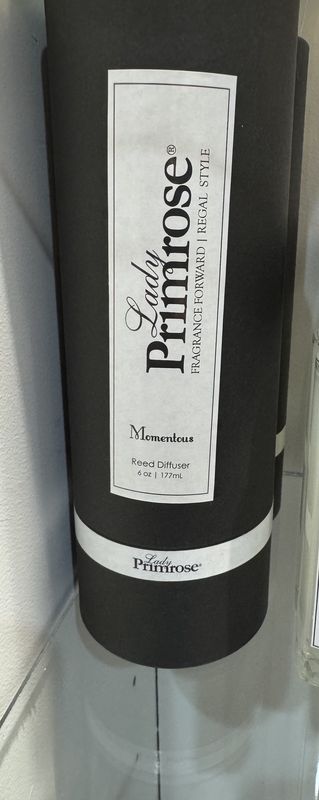 Lady
Primrose®
FRAGRANCE FORWARD | REGAL STYLE
Momentous
Reed Diffuser
6 oz | 177mL
Lady
Primrose®